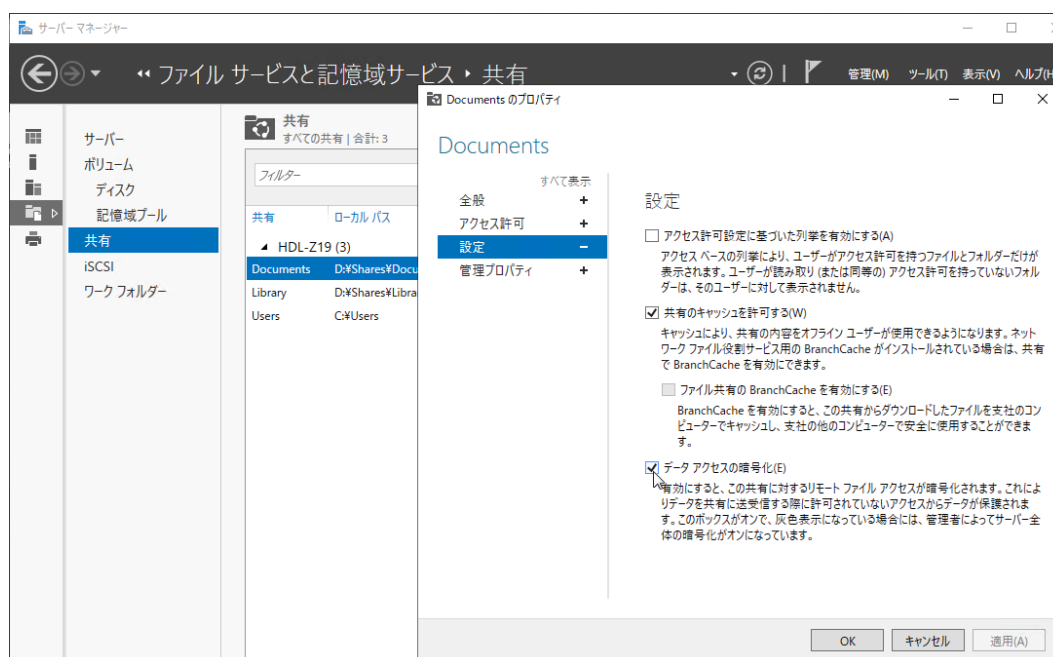 サーバー マネージャー
ファイル サービスと記憶域サービス ‣ 共有
管理(M) ツール(T) 表示(V) ヘルプ(H
サーバー
ボリューム
ディスク
記憶域プール
共有
iSCSI
ワーク フォルダー
共有
すべての共有 | 合計: 3
フィルター
共有 ローカル パス
HDL-Z19 (3)
Documents D:¥Shares¥Docu
Library D:¥Shares¥Libra
Users C:¥Users
Documents のプロパティ
Documents
すべて表示
全般 +
アクセス許可 +
設定 −
管理プロパティ +
設定
アクセス許可設定に基づいた列挙を有効にする(A)
アクセス ベースの列挙により、ユーザーがアクセス許可を持つファイルとフォルダーだけが
表示されます。ユーザーが読み取り (または同等の) アクセス許可を持っていないフォル
ダーは、そのユーザーに対して表示されません。
共有のキャッシュを許可する(W)
キャッシュにより、共有の内容をオフライン ユーザーが使用できるようになります。ネット
ワーク ファイル役割サービス用の BranchCache がインストールされている場合は、共有
で BranchCache を有効にできます。
ファイル共有の BranchCache を有効にする(E)
BranchCache を有効にすると、この共有からダウンロードしたファイルを支社のコン
ピューターでキャッシュし、支社の他のコンピューターで安全に使用することができま
す。
データ アクセスの暗号化(E)
有効にすると、この共有に対するリモート ファイル アクセスが暗号化されます。これによ
りデータを共有に送受信する際に許可されていないアクセスからデータが保護されま
す。このボックスがオンで、灰色表示になっている場合には、管理者によってサーバー全
体の暗号化がオンになっています。
OK キャンセル 適用(A)